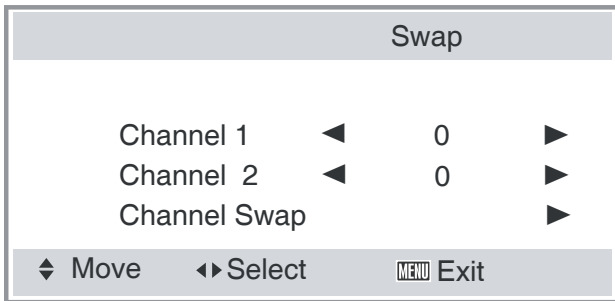 Swap
Channel 1 ◀ 0 ▶
Channel 2 ◀ 0 ▶
Channel Swap ▶
Move Select MENU Exit